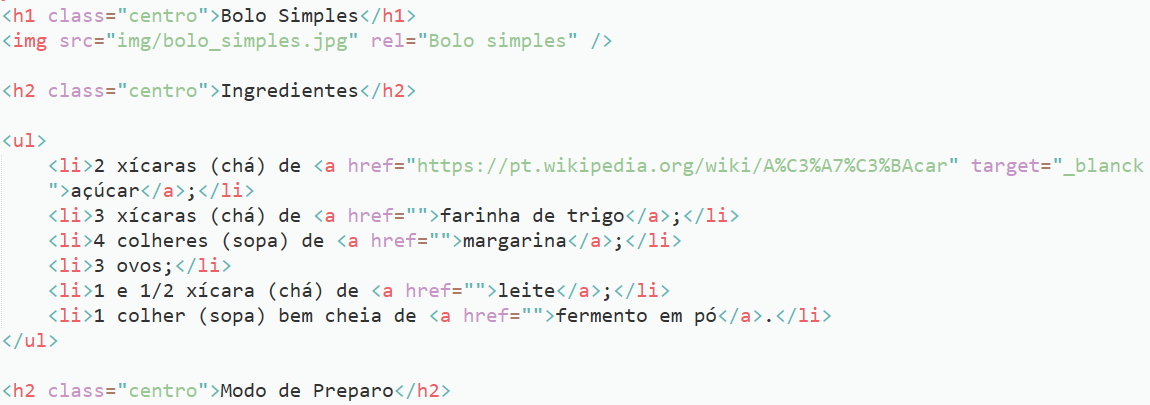 <h1 class="centro">Bolo Simples</h1>
<img src="img/bolo_simples.jpg" rel="Bolo simples" />
<h2 class="centro">Ingredientes</h2>
<ul>
<li>2 xícaras (chá) de <a href="https://pt.wikipedia.org/wiki/A%C3%A7%C3%BAcar" target="_blanck
">açúcar</a>;</li>
<li>3 xícaras (chá) de <a href="">farinha de trigo</a>;</li>
<li>4 colheres (sopa) de <a href="">margarina</a>;</li>
<li>3 ovos;</li>
<li>1 e 1/2 xícara (chá) de <a href="">leite</a>;</li>
<li>1 colher (sopa) bem cheia de <a href="">fermento em pó</a>.</li>
</ul>
<h2 class="centro">Modo de Preparo</h2>